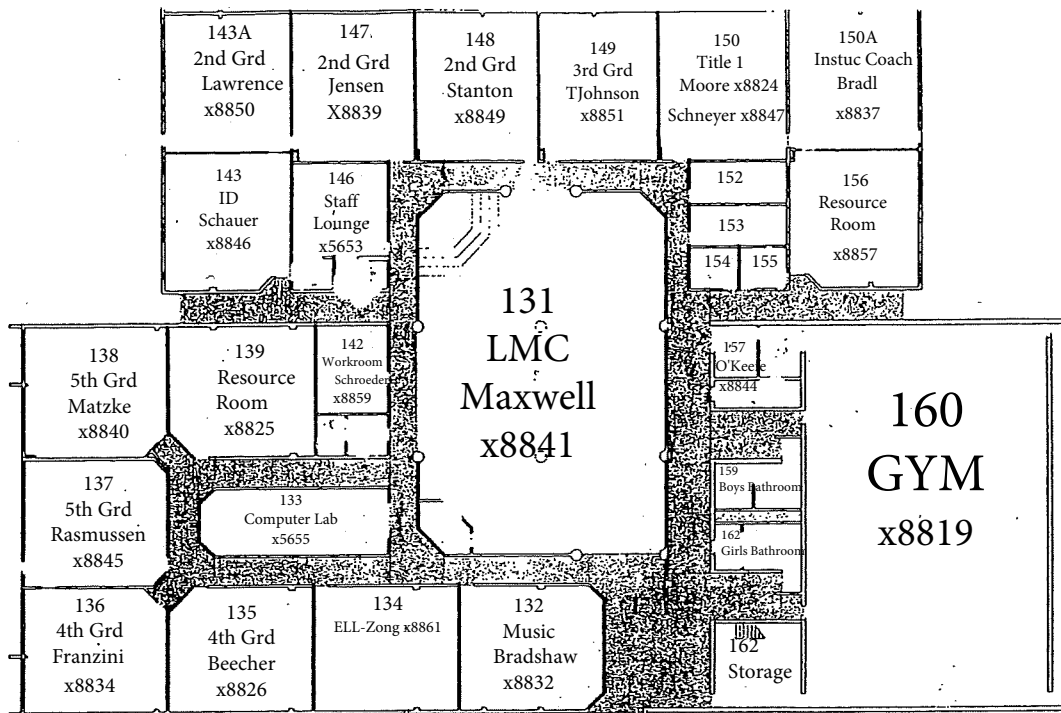 143A
2nd Grd
Lawrence
x8850
147
2nd Grd
Jensen
X8839
148
2nd Grd
Stanton
x8849
149
3rd Grd
TJohnson
x8851
150
Title 1
Moore x8824
Schneyer x8847
150A
Instuc Coach
Bradl
x8837
143
ID
Schauer
x8846
146
Staff
Lounge
x5653
152
153
154
155
156
Resource
Room
x8857
131
LMC
Maxwell
x8841
138
5th Grd
Matzke
x8840
139
Resource
Room
x8825
142
Workroom
Schroeder
x8859
157
O'Keefe
x8844
160
GYM
x8819
137
5th Grd
Rasmussen
x8845
133
Computer Lab
x5655
159
Boys Bathroom
162
Girls Bathroom
136
4th Grd
Franzini
x8834
135
4th Grd
Beecher
x8826
134
ELL-Zong x8861
132
Music
Bradshaw
x8832
162
Storage